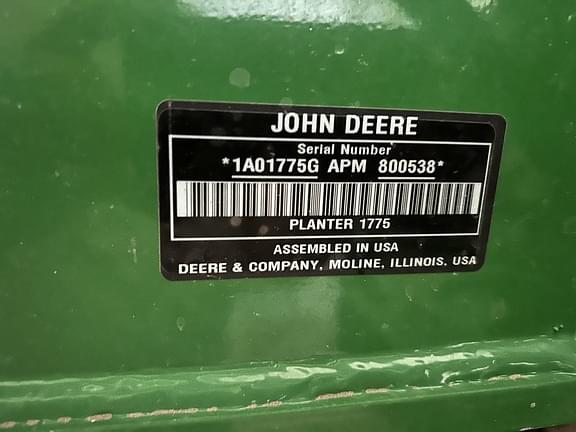 JOHN DEERE
Serial Number
*1A01775G APM 800538*
PLANTER 1775
ASSEMBLED IN USA
DEERE & COMPANY, MOLINE, ILLINOIS, USA